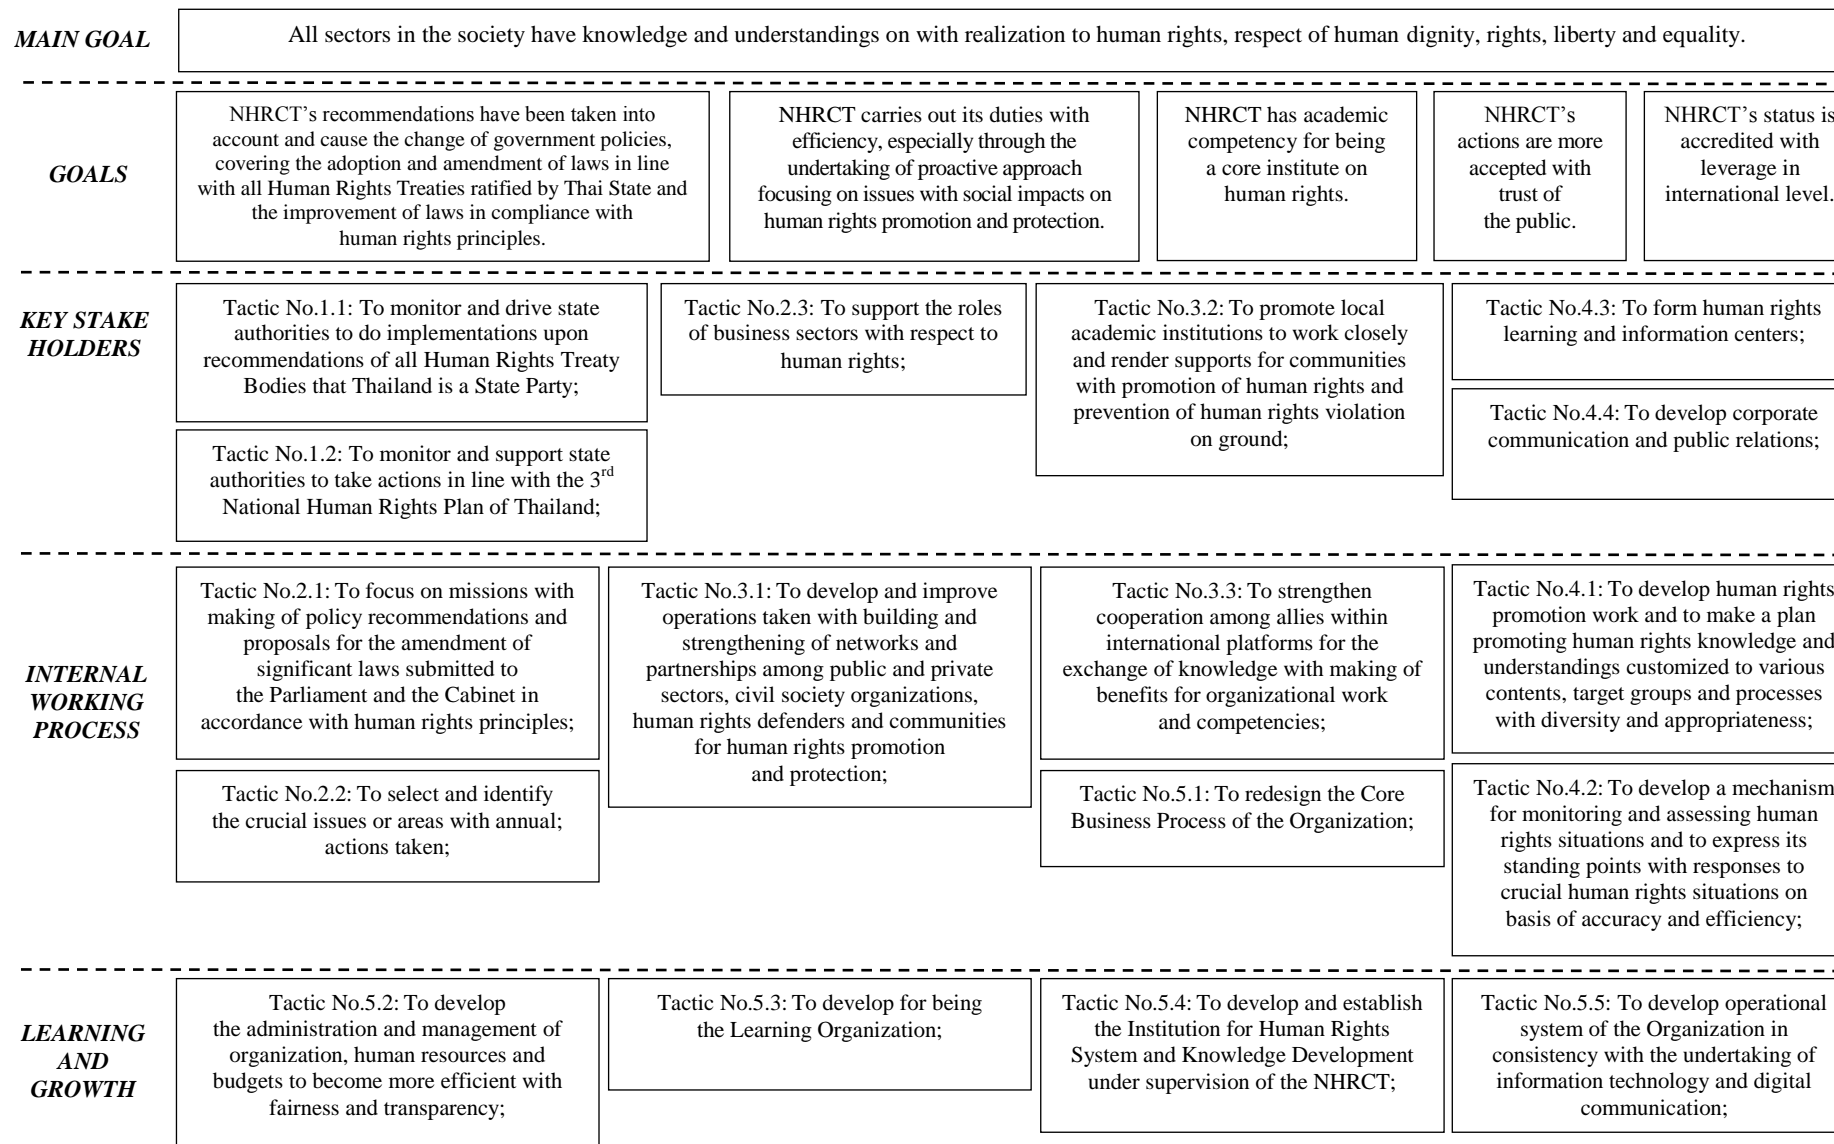 MAIN GOAL
All sectors in the society have knowledge and understandings on with realization to human rights, respect of human dignity, rights, liberty and equality.
GOALS
NHRCT's recommendations have been taken into
account and cause the change of government policies,
covering the adoption and amendment of laws in line
with all Human Rights Treaties ratified by Thai State and
the improvement of laws in compliance with
human rights principles.
NHRCT carries out its duties with
efficiency, especially through the
undertaking of proactive approach
focusing on issues with social impacts on
human rights promotion and protection.
NHRCT has academic
competency for being
a core institute on
human rights.
NHRCT's
actions are more
accepted with
trust of
the public.
NHRCT's status is
accredited with
leverage in
international level.
KEY STAKE
HOLDERS
Tactic No.1.1: To monitor and drive state
authorities to do implementations upon
recommendations of all Human Rights Treaty
Bodies that Thailand is a State Party;
Tactic No.1.2: To monitor and support state
authorities to take actions in line with the 3rd
National Human Rights Plan of Thailand;
Tactic No.2.3: To support the roles
of business sectors with respect to
human rights;
Tactic No.3.2: To promote local
academic institutions to work closely
and render supports for communities
with promotion of human rights and
prevention of human rights violation
on ground;
Tactic No.4.3: To form human rights
learning and information centers;
Tactic No.4.4: To develop corporate
communication and public relations;
INTERNAL
WORKING
PROCESS
Tactic No.2.1: To focus on missions with
making of policy recommendations and
proposals for the amendment of
significant laws submitted to
the Parliament and the Cabinet in
accordance with human rights principles;
Tactic No.2.2: To select and identify
the crucial issues or areas with annual;
actions taken;
Tactic No.3.1: To develop and improve
operations taken with building and
strengthening of networks and
partnerships among public and private
sectors, civil society organizations,
human rights defenders and communities
for human rights promotion
and protection;
Tactic No.3.3: To strengthen
cooperation among allies within
international platforms for the
exchange of knowledge with making of
benefits for organizational work
and competencies;
Tactic No.5.1: To redesign the Core
Business Process of the Organization;
Tactic No.4.1: To develop human rights
promotion work and to make a plan
promoting human rights knowledge and
understandings customized to various
contents, target groups and processes
with diversity and appropriateness;
Tactic No.4.2: To develop a mechanism
for monitoring and assessing human
rights situations and to express its
standing points with responses to
crucial human rights situations on
basis of accuracy and efficiency;
LEARNING
AND
GROWTH
Tactic No.5.2: To develop
the administration and management of
organization, human resources and
budgets to become more efficient with
fairness and transparency;
Tactic No.5.3: To develop for being
the Learning Organization;
Tactic No.5.4: To develop and establish
the Institution for Human Rights
System and Knowledge Development
under supervision of the NHRCT;
Tactic No.5.5: To develop operational
system of the Organization in
consistency with the undertaking of
information technology and digital
communication;